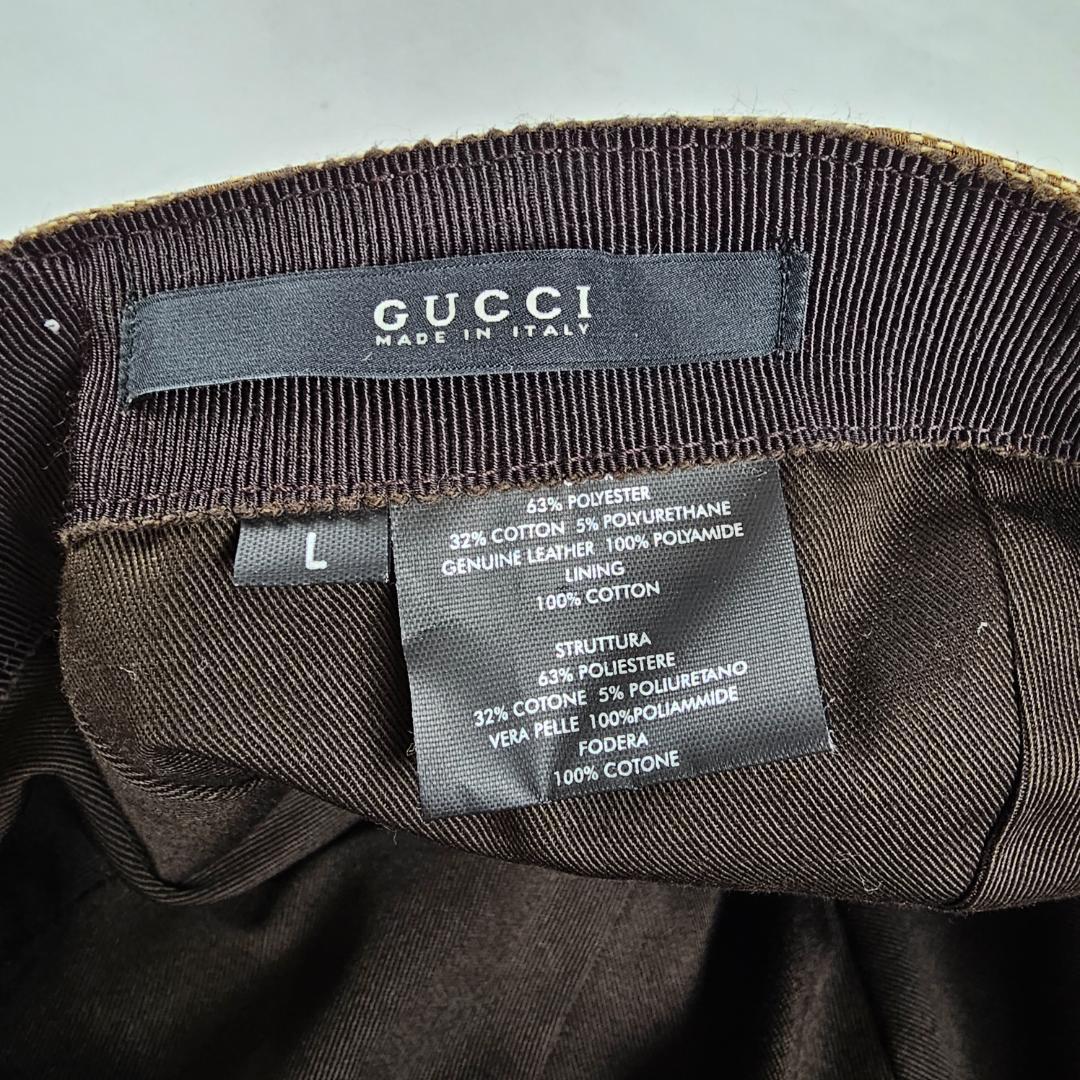 GUCCI
MADE IN ITALY
L
63% POLYESTER
32% COTTON 5% POLYURETHANE
GENUINE LEATHER 100% POLYAMIDE
LINING
100% COTTON
STRUTTURA
63% POLIESTERE
32% COTONE 5% POLIURETANO
VERA PELLE 100%POLIAMMIDE
FODERA
100% COTONE